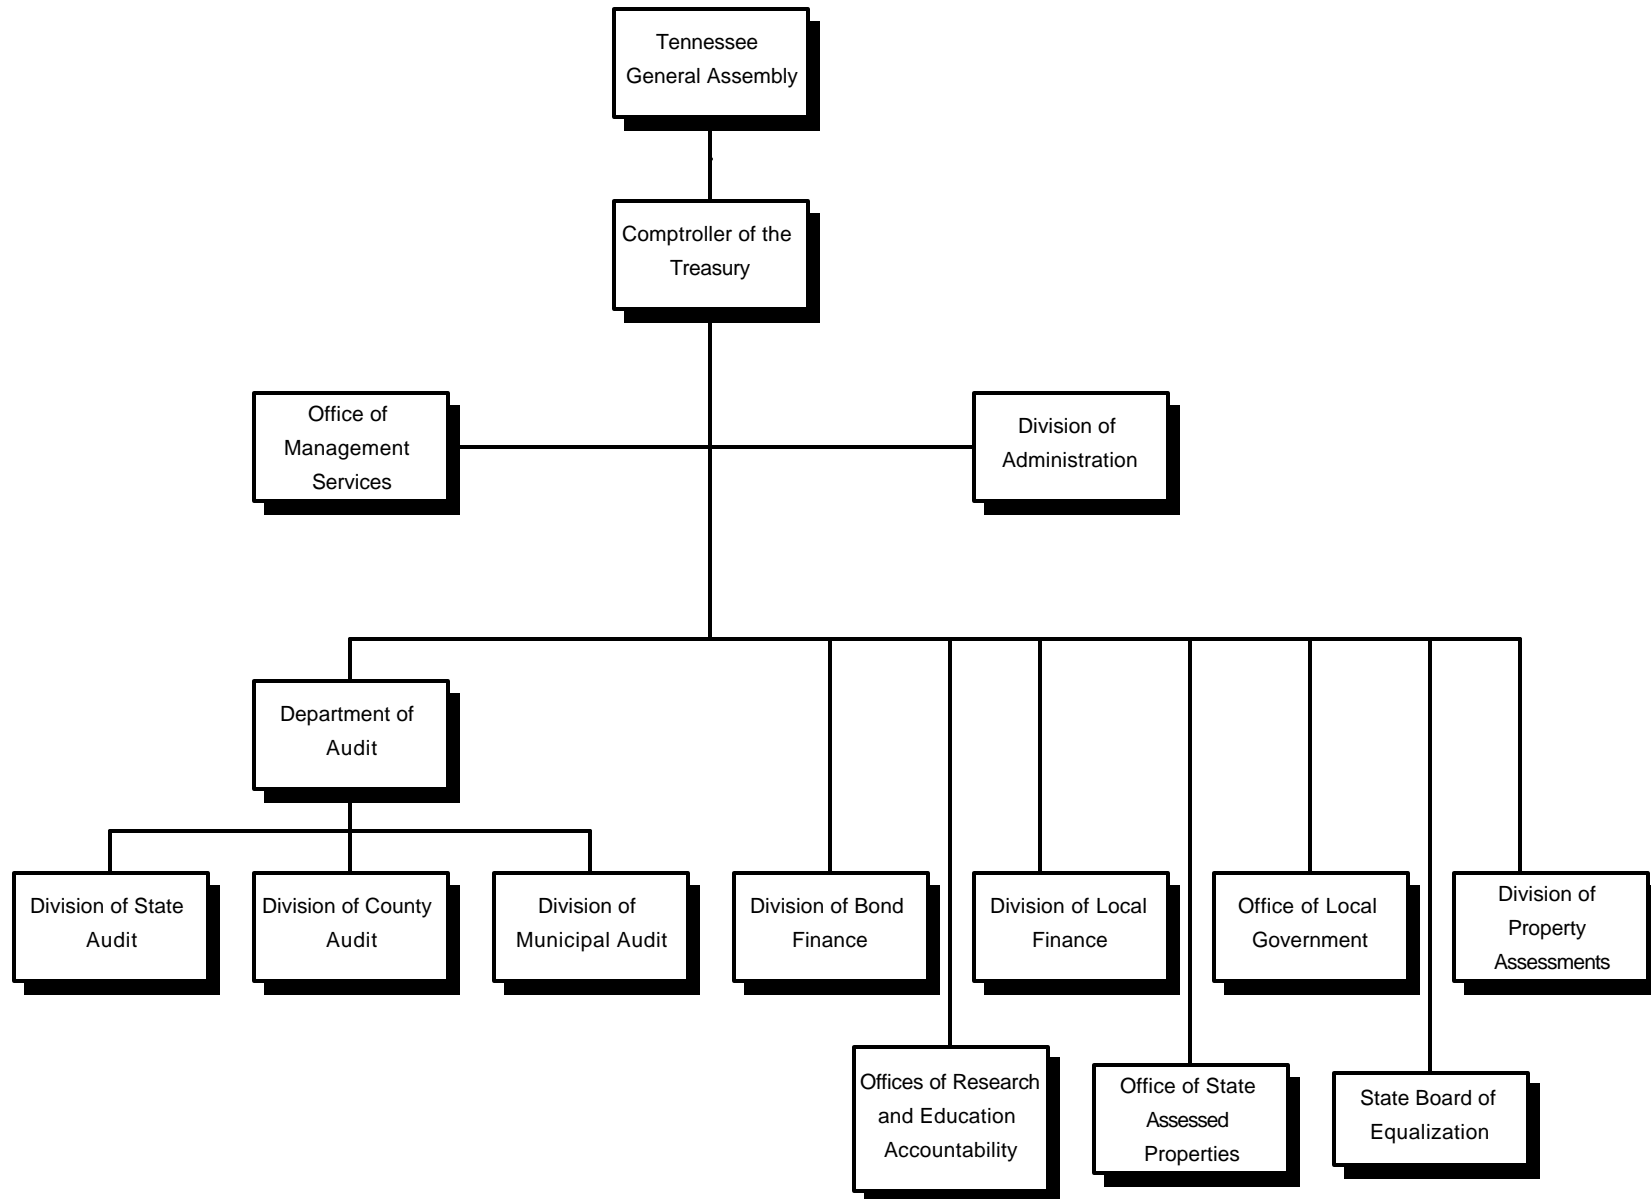 Tennessee
General Assembly
Comptroller of the
Treasury
Office of
Management
Services
Division of
Administration
Department of
Audit
Division of State
Audit
Division of County
Audit
Division of
Municipal Audit
Division of Bond
Finance
Division of Local
Finance
Office of Local
Government
Division of
Property
Assessments
Offices of Research
and Education
Accountability
Office of State
Assessed
Properties
State Board of
Equalization